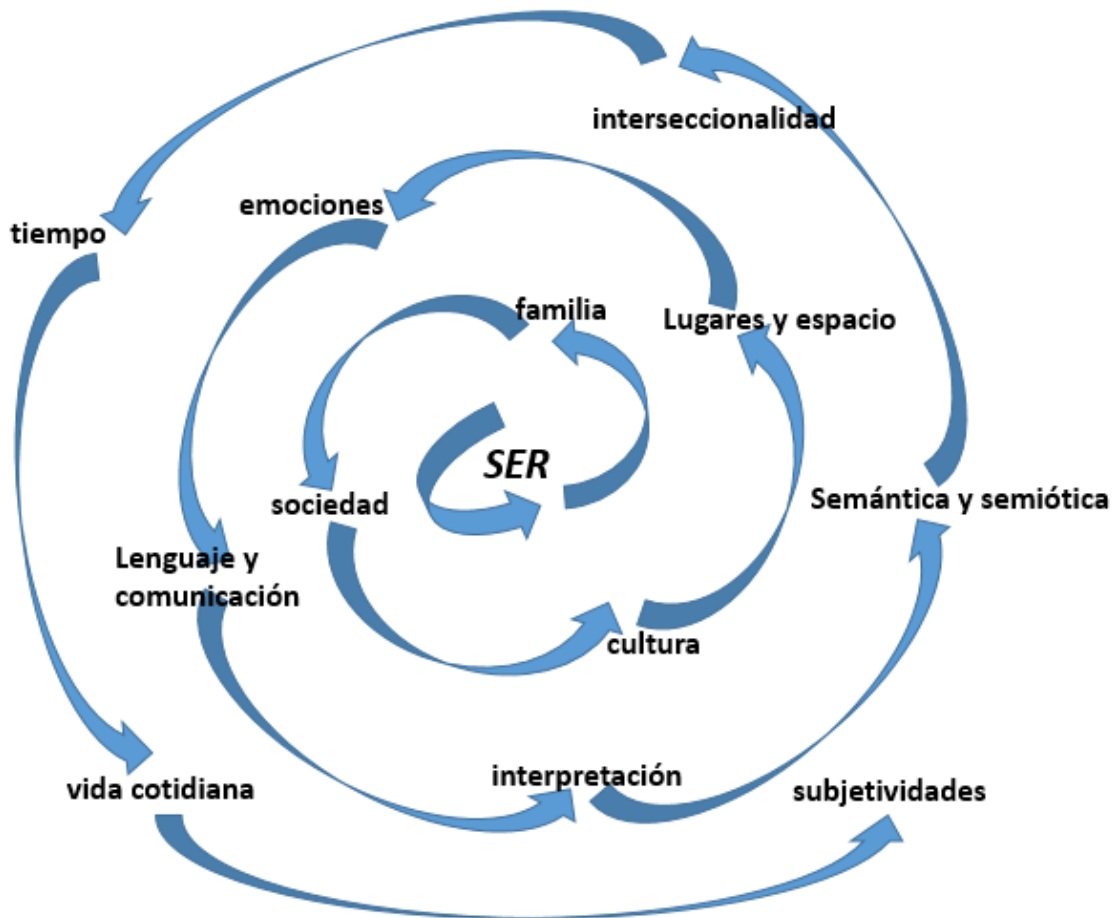 interseccionalidad
emociones
tiempo
familia
Lugares y espacio
SER
sociedad
Semántica y semiótica
Lenguaje y
comunicación
cultura
interpretación
vida cotidiana
subjetividades